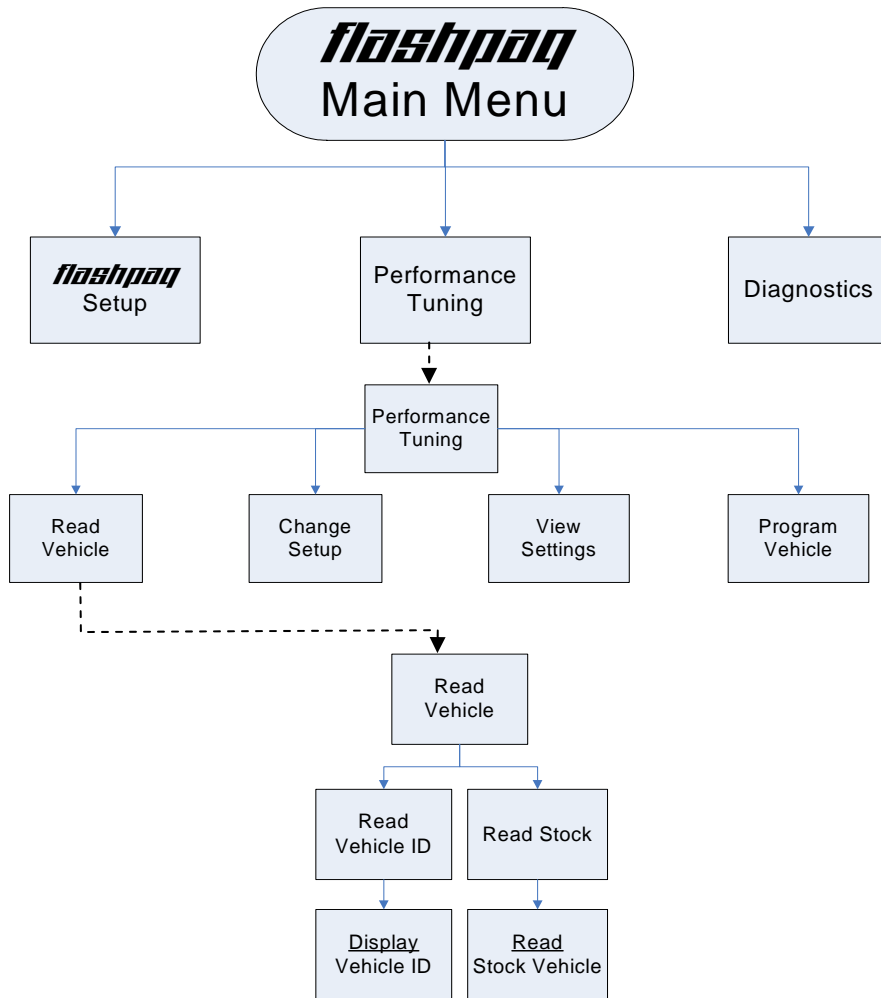 flashpaq
Main Menu
flashpaq
Setup
Performance
Tuning
Diagnostics
Performance
Tuning
Read
Vehicle
Change
Setup
View
Settings
Program
Vehicle
Read
Vehicle
Read
Vehicle ID
Read Stock
Display
Vehicle ID
Read
Stock Vehicle